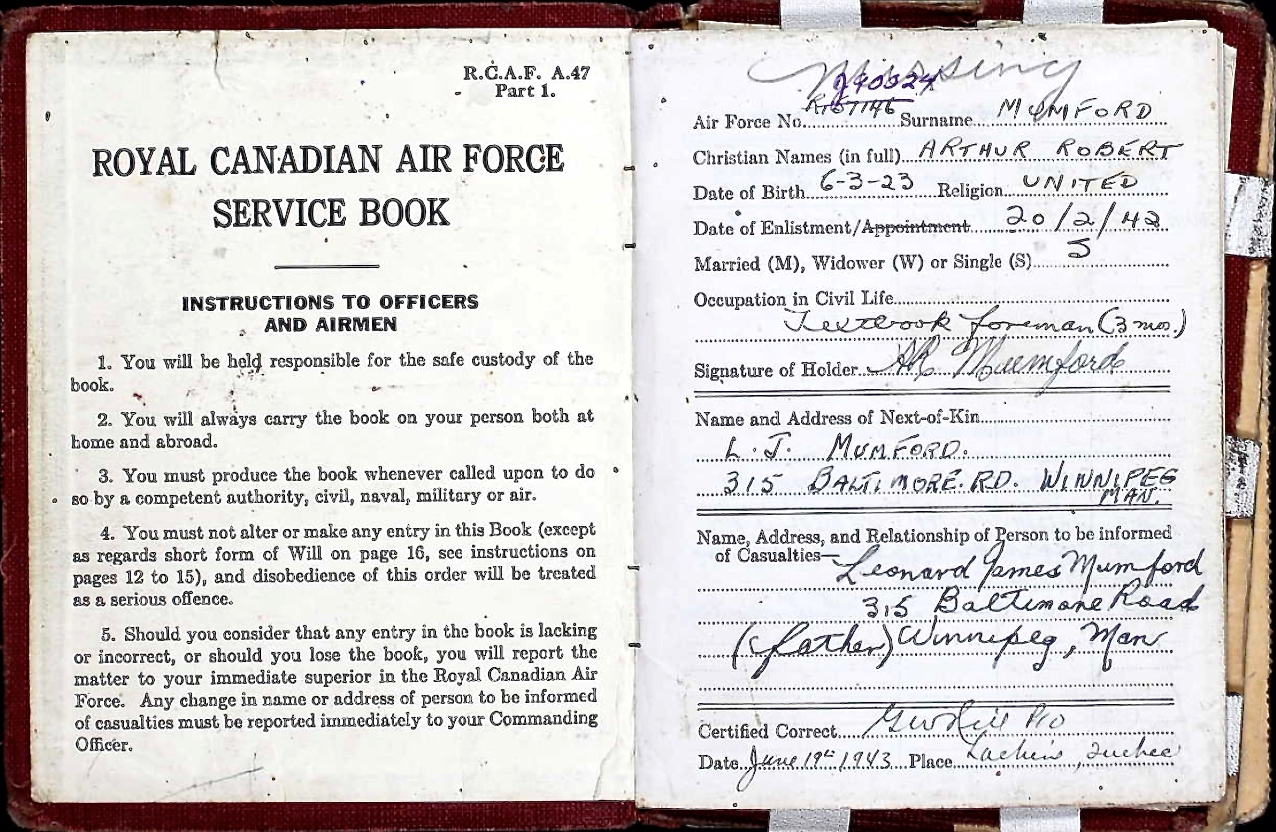 R.C.A.F. A.47
Part 1.
ROYAL CANADIAN AIR FORCE
SERVICE BOOK
INSTRUCTIONS TO OFFICERS
AND AIRMEN
1. You will be held responsible for the safe custody of the
book.
2. You will always carry the book on your person both at
home and abroad.
3. You must produce the book whenever called upon to do
so by a competent authority, civil, naval, military or air.
4. You must not alter or make any entry in this Book (except
as regards short form of Will on page 16, see instructions on
pages 12 to 15), and disobedience of this order will be treated
as a serious offence.
5. Should you consider that any entry in the book is lacking
or incorrect, or should you lose the book, you will report the
matter to your immediate superior in the Royal Canadian Air
Force. Any change in name or address of person to be informed
of casualties must be reported immediately to your Commanding
Officer.
Missing
J90024
Air Force No. R157146 Surname MUMFORD
Christian Names (in full) ARTHUR ROBERT
Date of Birth 6-3-23 Religion UNITED
Date of Enlistment/Appointment 20/2/42
Married (M), Widower (W) or Single (S) S
Occupation in Civil Life
Textbook foreman (3 mo.)
Signature of Holder AR Mumford
Name and Address of Next-of-Kin
L. J. MUMFORD.
315 BALTIMORE. RD. WINNIPEG
MAN.
Name, Address, and Relationship of Person to be informed
of Casualties— Leonard James Mumford
315 Baltimore Road
(father) Winnipeg, Man
Certified Correct
Date June 19th 1943 Place Lachine, Quebec